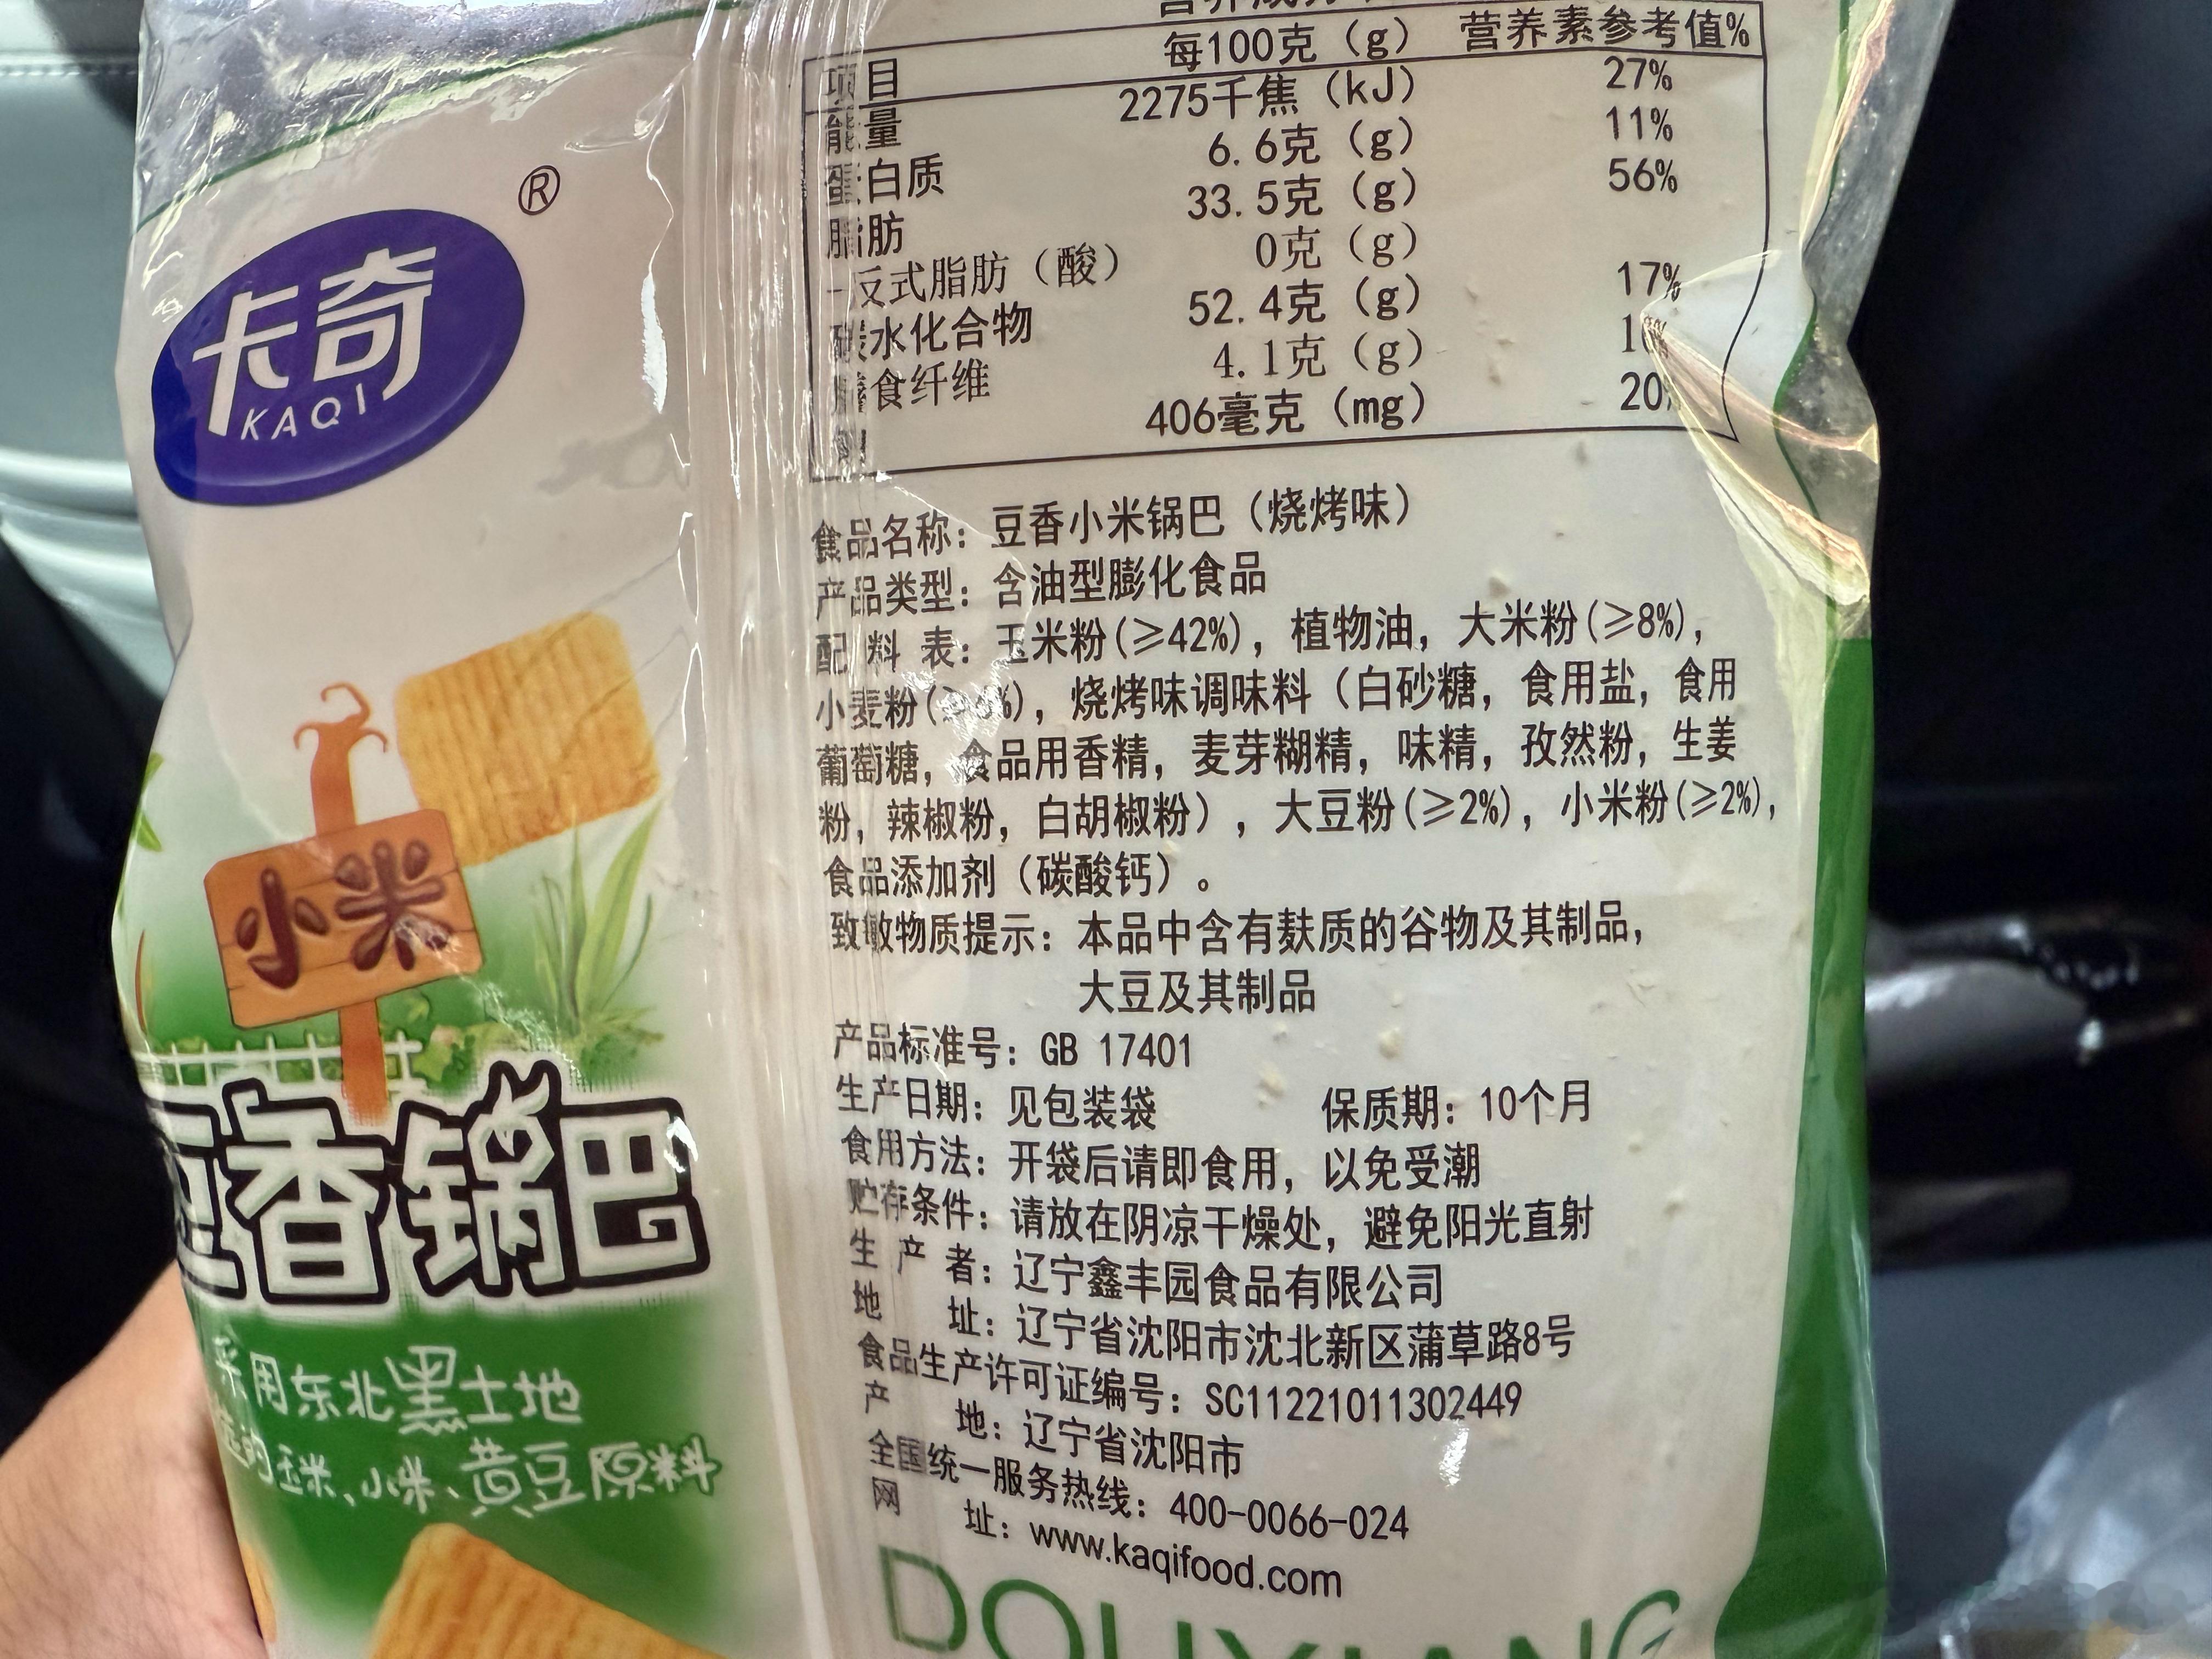 ®
卡奇
KAQI
小米
豆香锅巴
采用东北黑土地
的玉米、小米、黄豆原料
项目 每100克（g） 营养素参考值%
能量 2275千焦（kJ） 27%
蛋白质 6.6克（g） 11%
脂肪 33.5克（g） 56%
-反式脂肪（酸） 0克（g）
碳水化合物 52.4克（g） 17%
膳食纤维 4.1克（g）
钠 406毫克（mg） 20%
食品名称：豆香小米锅巴（烧烤味）
产品类型：含油型膨化食品
配料表：玉米粉(≥42%)，植物油，大米粉(≥8%)，
小麦粉，烧烤味调味料（白砂糖，食用盐，食用
葡萄糖，食品用香精，麦芽糊精，味精，孜然粉，生姜
粉，辣椒粉，白胡椒粉），大豆粉(≥2%)，小米粉(≥2%)，
食品添加剂（碳酸钙）。
致敏物质提示：本品中含有麸质的谷物及其制品，
大豆及其制品
产品标准号：GB 17401
生产日期：见包装袋 保质期：10个月
食用方法：开袋后请即食用，以免受潮
贮存条件：请放在阴凉干燥处，避免阳光直射
生产者：辽宁鑫丰园食品有限公司
地址：辽宁省沈阳市沈北新区蒲草路8号
食品生产许可证编号：SC11221011302449
产地：辽宁省沈阳市
全国统一服务热线：400-0066-024
网址：www.kaqifood.com
DOUXIANG